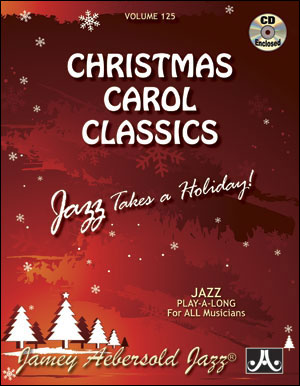 VOLUME 125
CD
Enclosed
CHRISTMAS
CAROL
CLASSICS
Jazz Takes a Holiday!
JAZZ
PLAY-A-LONG
For ALL Musicians
Jamey Aebersold Jazz®
JA